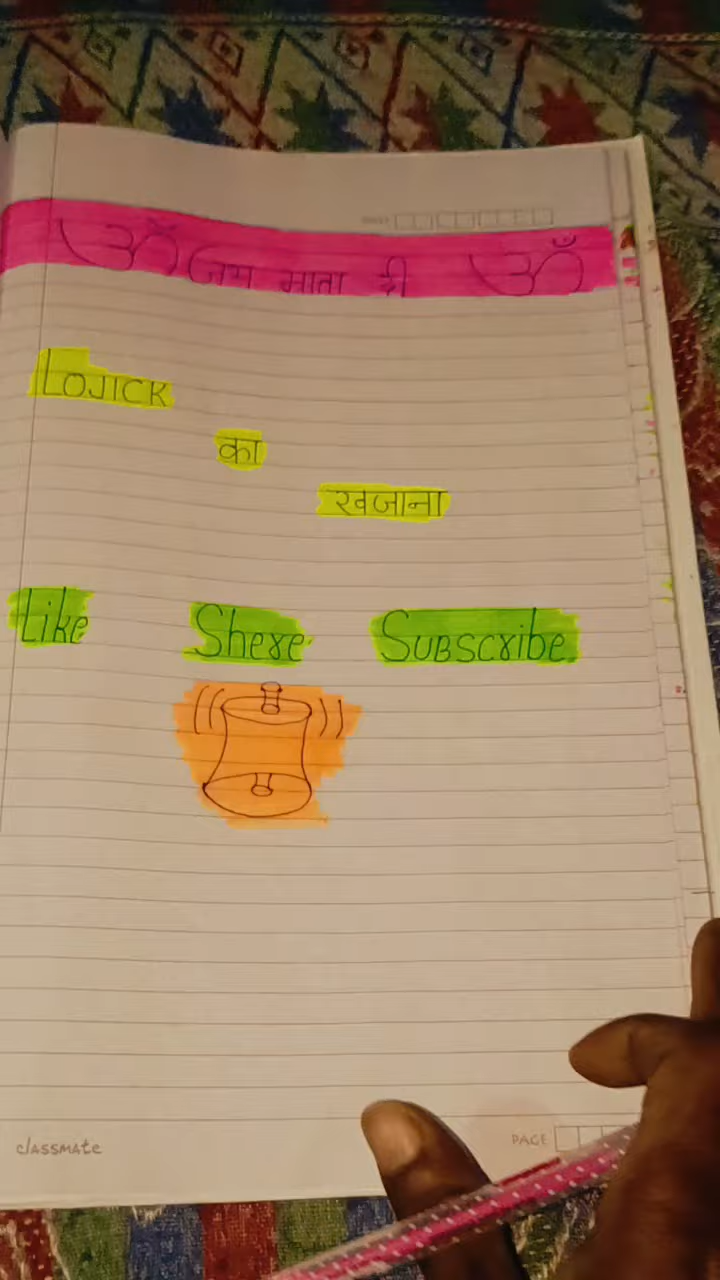 ॐ जय माता दी ॐ
LOJICK
का
खजाना
Like Shere Subscribe
classmate
PAGE